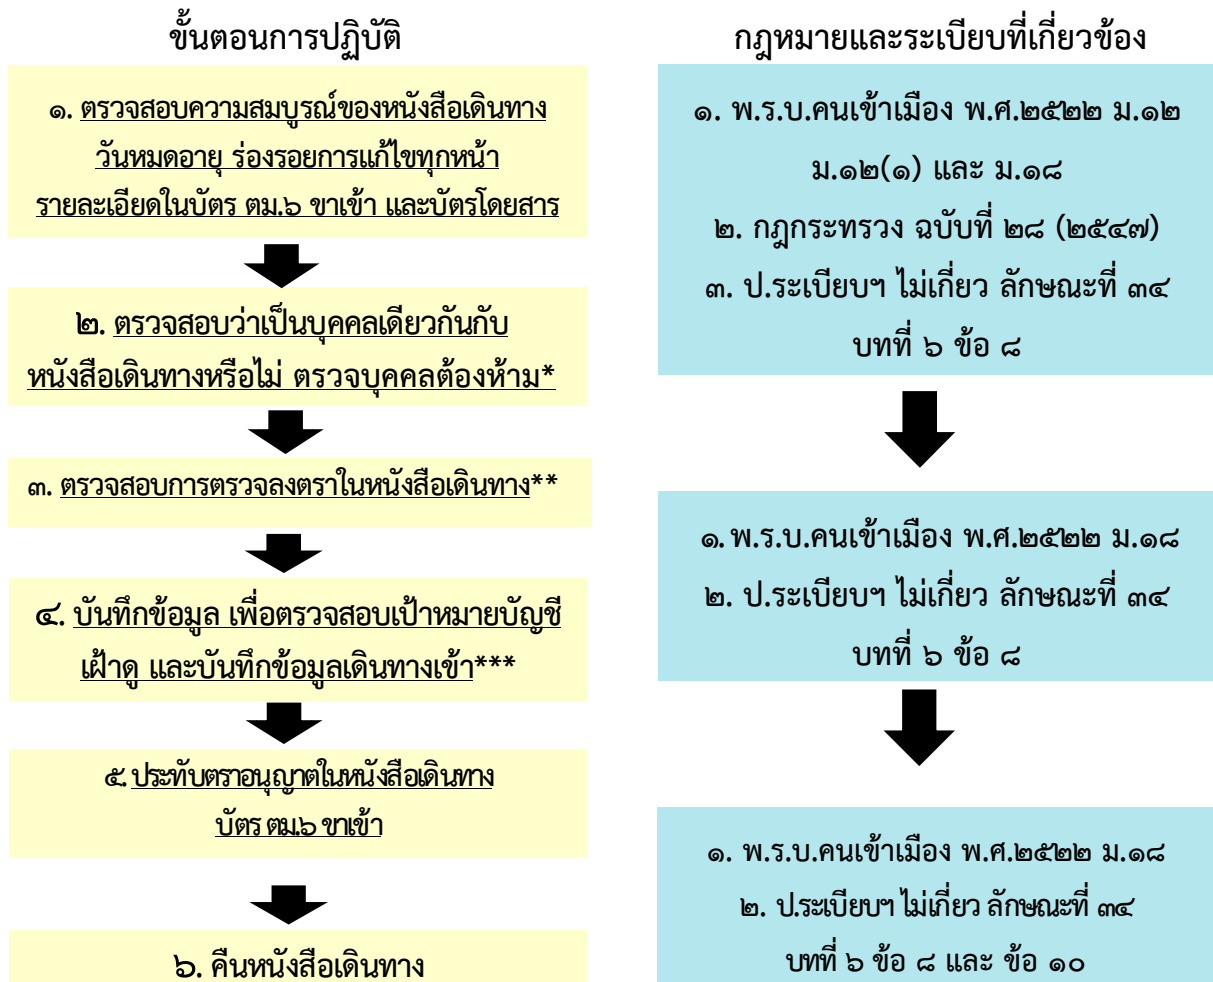 ขั้นตอนการปฏิบัติ
๑. ตรวจสอบความสมบูรณ์ของหนังสือเดินทาง
วันหมดอายุ ร่องรอยการแก้ไขทุกหน้า
รายละเอียดในบัตร ตม.๖ ขาเข้า และบัตรโดยสาร
๒. ตรวจสอบว่าเป็นบุคคลเดียวกันกับ
หนังสือเดินทางหรือไม่ ตรวจบุคคลต้องห้าม*
๓. ตรวจสอบการตรวจลงตราในหนังสือเดินทาง**
๔. บันทึกข้อมูล เพื่อตรวจสอบเป้าหมายบัญชี
เฝ้าดู และบันทึกข้อมูลเดินทางเข้า***
๕. ประทับตราอนุญาตในหนังสือเดินทาง
บัตร ตม.๖ ขาเข้า
๖. คืนหนังสือเดินทาง
กฎหมายและระเบียบที่เกี่ยวข้อง
๑. พ.ร.บ.คนเข้าเมือง พ.ศ.๒๕๒๒ ม.๑๒
ม.๑๒(๑) และ ม.๑๘
๒. กฎกระทรวง ฉบับที่ ๒๘ (๒๕๔๗)
๓. ป.ระเบียบฯ ไม่เกี่ยว ลักษณะที่ ๓๔
บทที่ ๖ ข้อ ๘
๑. พ.ร.บ.คนเข้าเมือง พ.ศ.๒๕๒๒ ม.๑๘
๒. ป.ระเบียบฯ ไม่เกี่ยว ลักษณะที่ ๓๔
บทที่ ๖ ข้อ ๘
๑. พ.ร.บ.คนเข้าเมือง พ.ศ.๒๕๒๒ ม.๑๘
๒. ป.ระเบียบฯ ไม่เกี่ยว ลักษณะที่ ๓๔
บทที่ ๖ ข้อ ๘ และ ข้อ ๑๐